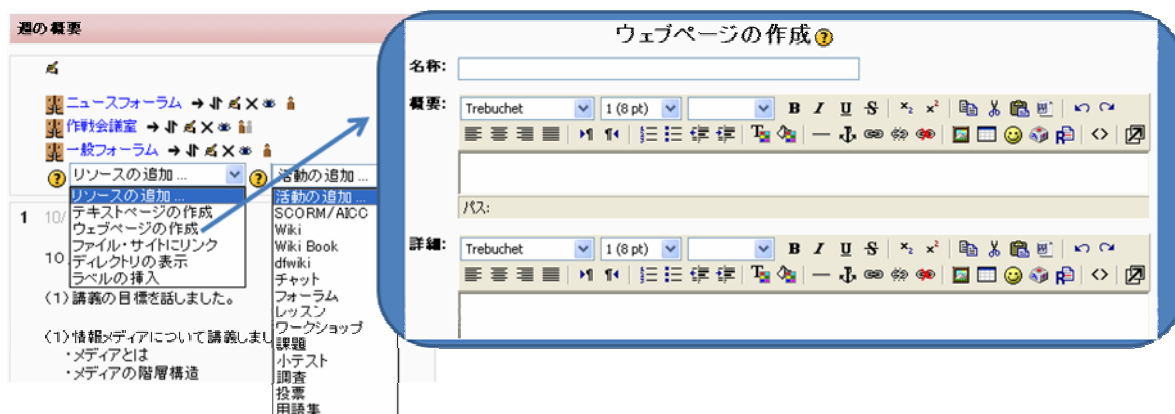 週の概要
ニュースフォーラム
作戦会議室
一般フォーラム
リソースの追加 ...
リソースの追加 ...
テキストページの作成
ウェブページの作成
ファイル・サイトにリンク
ディレクトリの表示
ラベルの挿入
活動の追加 ...
活動の追加 ...
SCORM/AICC
Wiki
Wiki Book
dfwiki
チャット
フォーラム
レッスン
ワークショップ
課題
小テスト
調査
投票
用語集
1 10/
10
(1)講義の目標を話しました。
(1)情報メディアについて講義しまし
・メディアとは
・メディアの階層構造
ウェブページの作成
名称:
概要: Trebuchet 1 (8 pt) B I U S
パス:
詳細: Trebuchet 1 (8 pt) B I U S